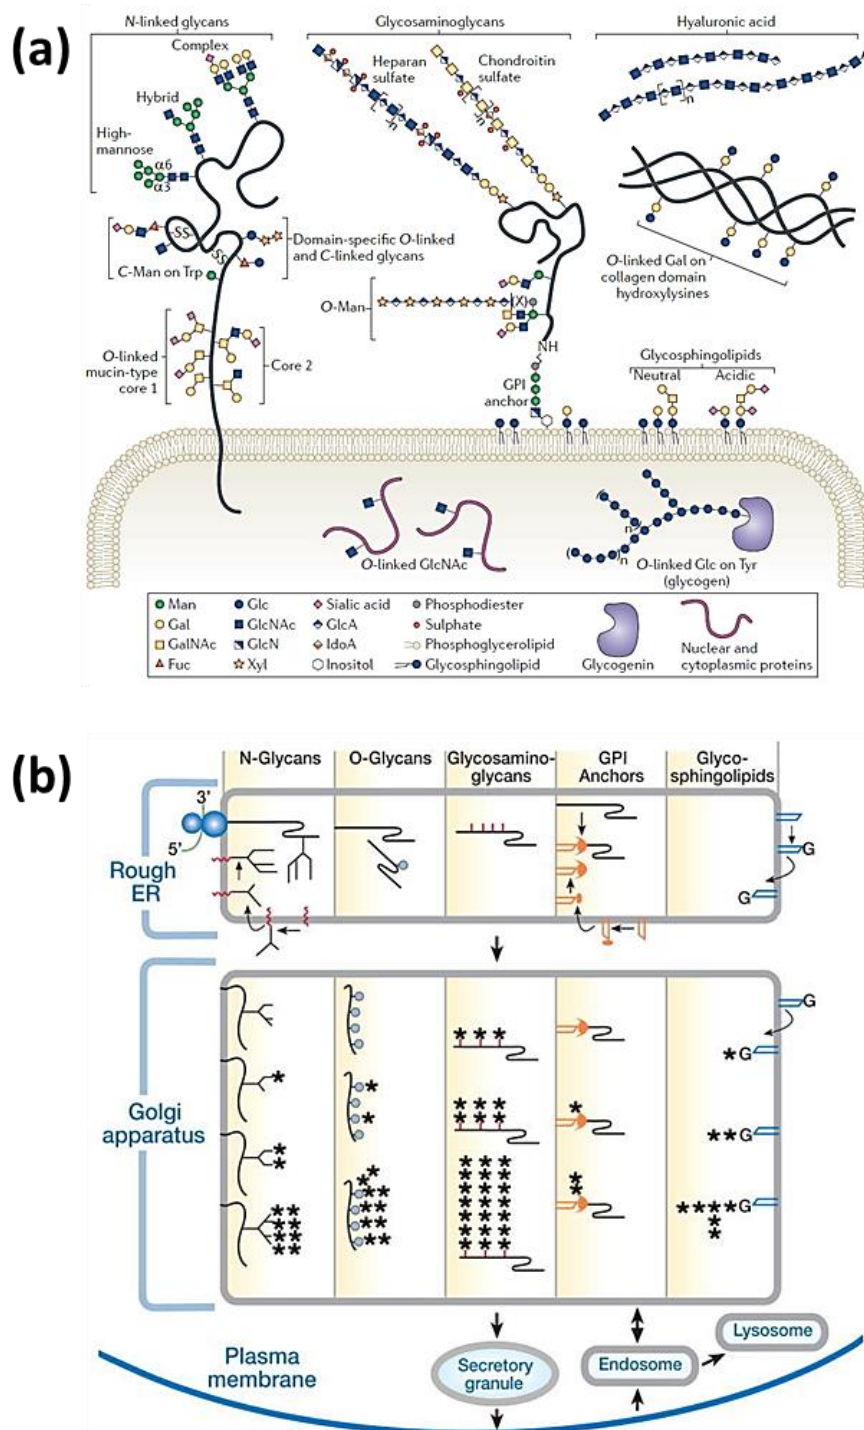 (a)
N-linked glycans
Glycosaminoglycans
Hyaluronic acid
Complex
Hybrid
High-
mannose
α6
α3
Heparan
sulfate
Chondroitin
sulfate
n
n
n
SS
SS
Domain-specific O-linked
and C-linked glycans
C-Man on Trp
O-Man
(X)
O-linked Gal on
collagen domain
hydroxylysines
O-linked
mucin-type
core 1
Core 2
NH
GPI
anchor
Glycosphingolipids
Neutral
Acidic
O-linked GlcNAc
n
n
O-linked Glc on Tyr
(glycogen)
Man
Glc
Sialic acid
Phosphodiester
Gal
GlcNAc
GlcA
Sulphate
GalNAc
GlcN
IdoA
Phosphoglycerolipid
Fuc
Xyl
Inositol
Glycosphingolipid
Glycogenin
Nuclear and
cytoplasmic proteins
(b)
N-Glycans
O-Glycans
Glycosamino-
glycans
GPI
Anchors
Glyco-
sphingolipids
3'
5'
Rough
ER
G
G
Golgi
apparatus
G
*G
**G
****G
Plasma
membrane
Secretory
granule
Endosome
Lysosome